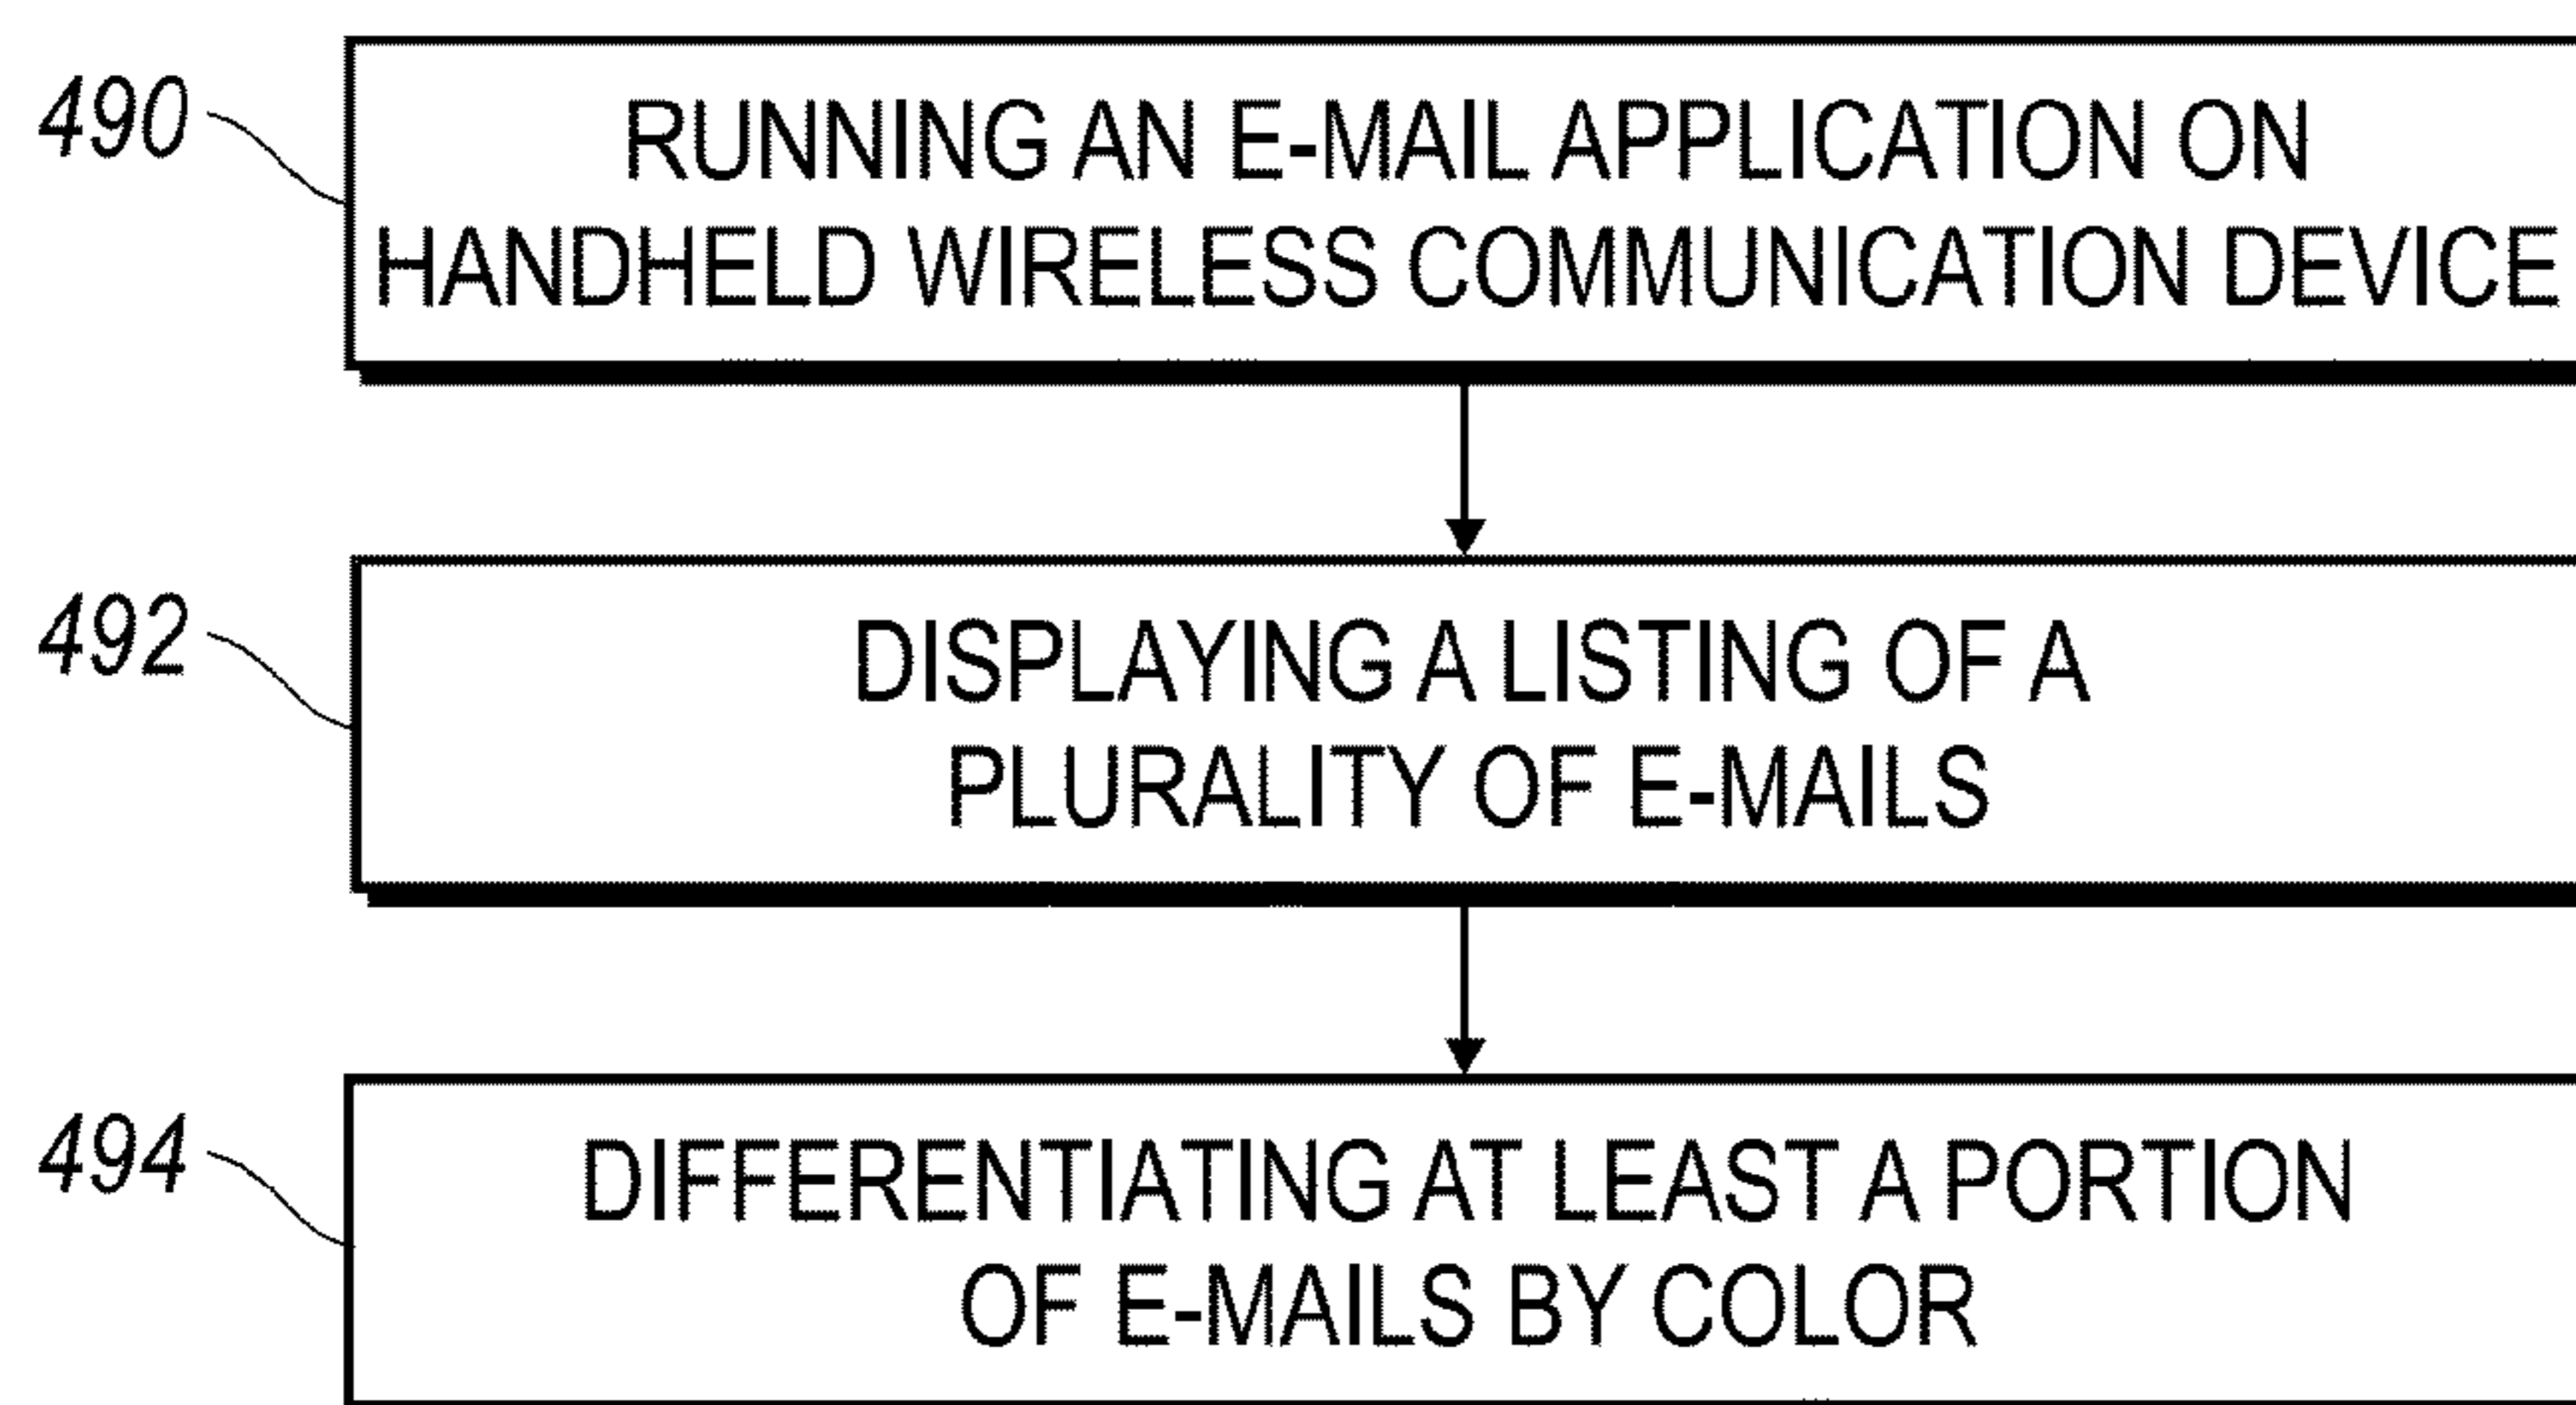 490
RUNNING AN E-MAIL APPLICATION ON
HANDHELD WIRELESS COMMUNICATION DEVICE
492
DISPLAYING A LISTING OF A
PLURALITY OF E-MAILS
494
DIFFERENTIATING AT LEAST A PORTION
OF E-MAILS BY COLOR